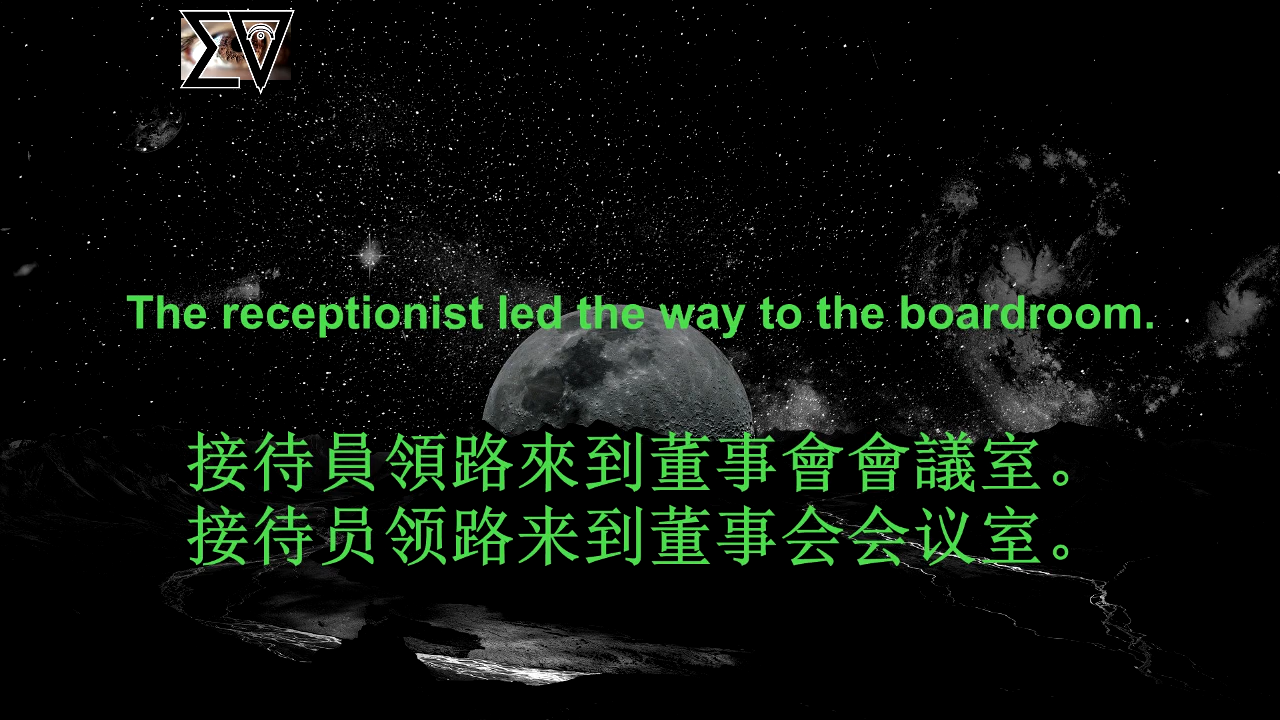 The receptionist led the way to the boardroom.
接待員領路來到董事會會議室。
接待员领路来到董事会会议室。